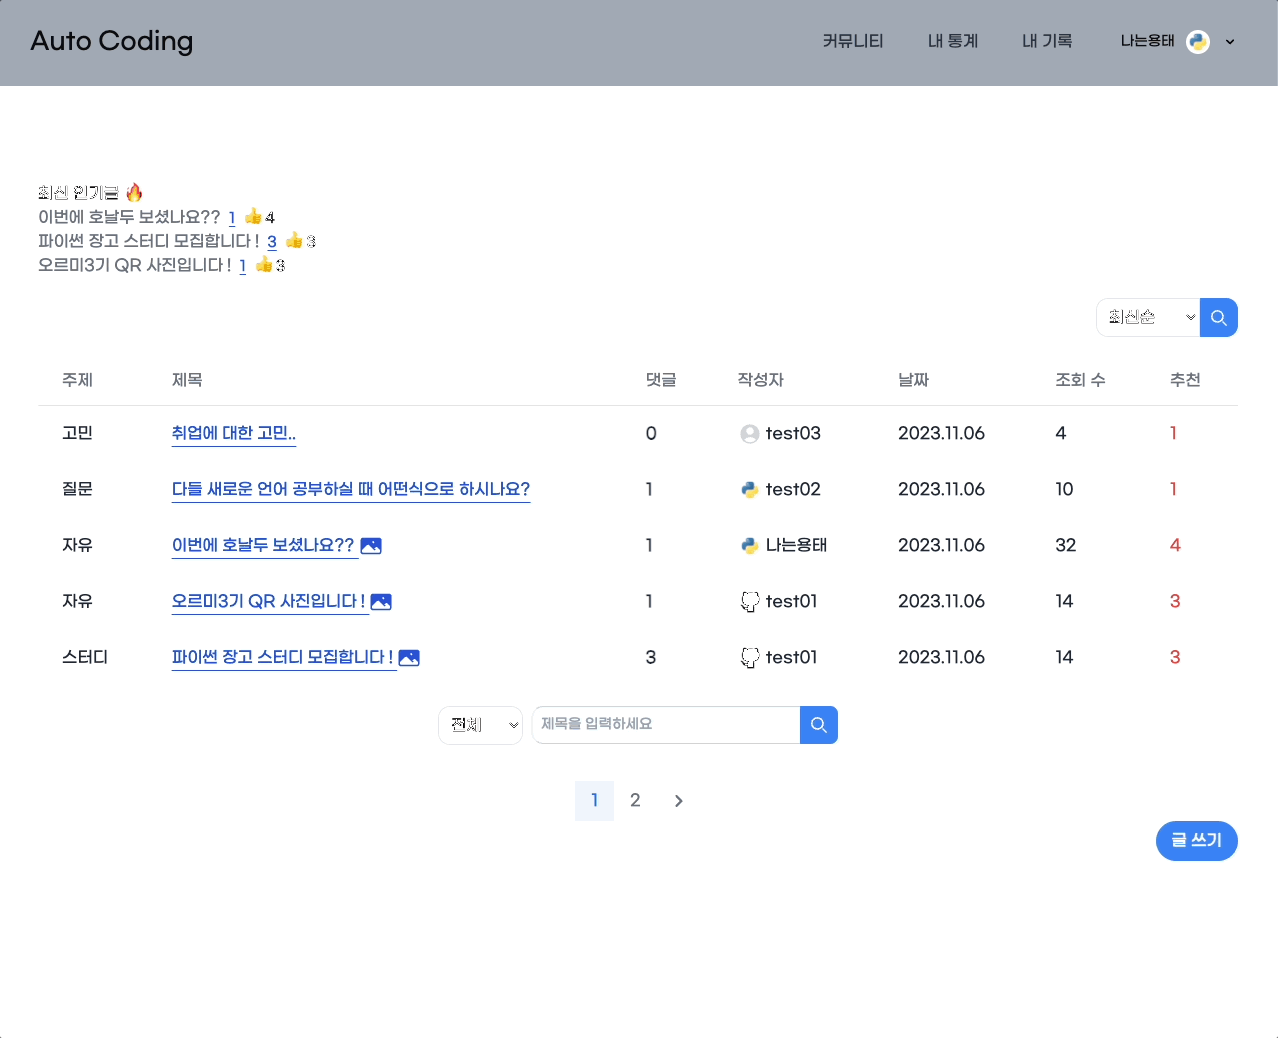 Auto Coding 커뮤니티 내 통계 내 기록 나는용태
최신 인기글 🔥
이번에 호날두 보셨나요?? 1 👍4
파이썬 장고 스터디 모집합니다! 3 👍3
오르미3기 QR 사진입니다! 1 👍3
최신순
주제 제목 댓글 작성자 날짜 조회 수 추천
고민 취업에 대한 고민.. 0 test03 2023.11.06 4 1
질문 다들 새로운 언어 공부하실 때 어떤식으로 하시나요? 1 test02 2023.11.06 10 1
자유 이번에 호날두 보셨나요?? 1 나는용태 2023.11.06 32 4
자유 오르미3기 QR 사진입니다! 1 test01 2023.11.06 14 3
스터디 파이썬 장고 스터디 모집합니다! 3 test01 2023.11.06 14 3
전체 제목을 입력하세요
1 2
글 쓰기